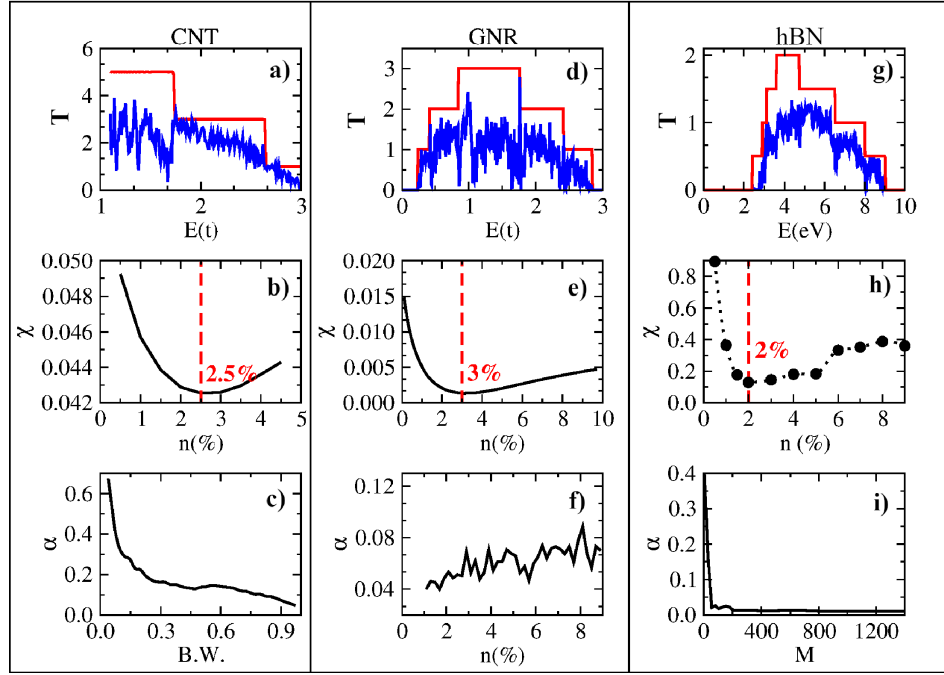 CNT
6
4
2
0
T
a)
1
2
3
E(t)
GNR
4
3
2
1
0
T
d)
0
1
2
3
E(t)
hBN
2
1
0
T
g)
0
2
4
6
8
10
E(eV)
0.050
0.048
0.046
0.044
0.042
χ
b)
2.5%
0
1
2
3
4
5
n(%)
0.020
0.015
0.010
0.005
0.000
χ
e)
3%
0
2
4
6
8
10
n(%)
0.8
0.6
0.4
0.2
0.0
χ
h)
2%
0
2
4
6
8
n (%)
0.6
0.4
0.2
0.0
α
c)
0.0
0.3
0.6
0.9
B.W.
0.12
0.08
0.04
α
f)
0
2
4
6
8
n(%)
0.4
0.3
0.2
0.1
0.0
α
i)
0
400
800
1200
M